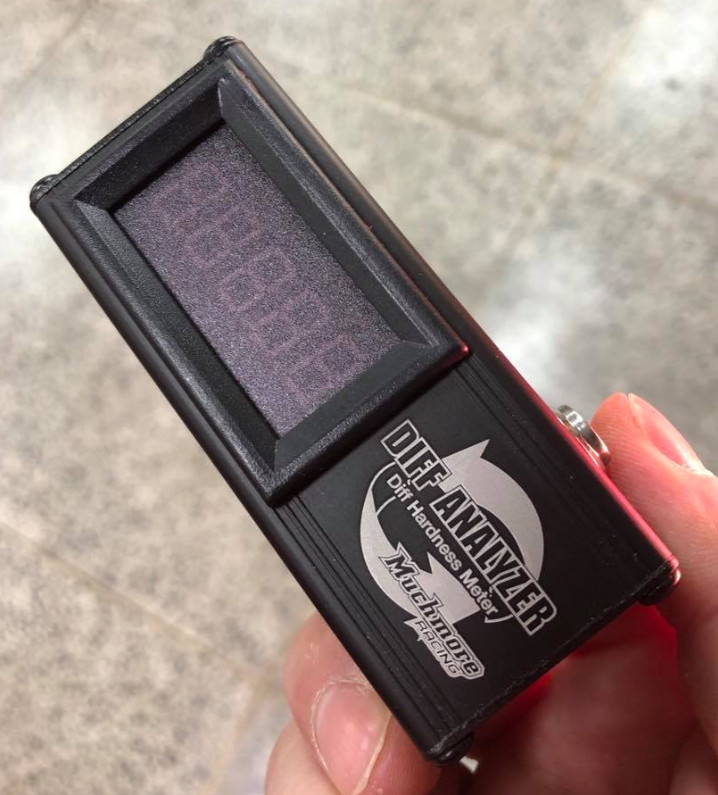 DIFF ANALYZER
Diff Hardness Meter
Muchmore
RACING